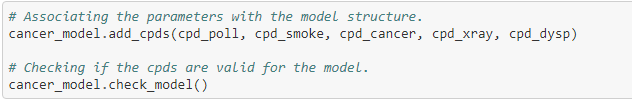 # Associating the parameters with the model structure.
cancer_model.add_cpds(cpd_poll, cpd_smoke, cpd_cancer, cpd_xray, cpd_dysp)
# Checking if the cpds are valid for the model.
cancer_model.check_model()